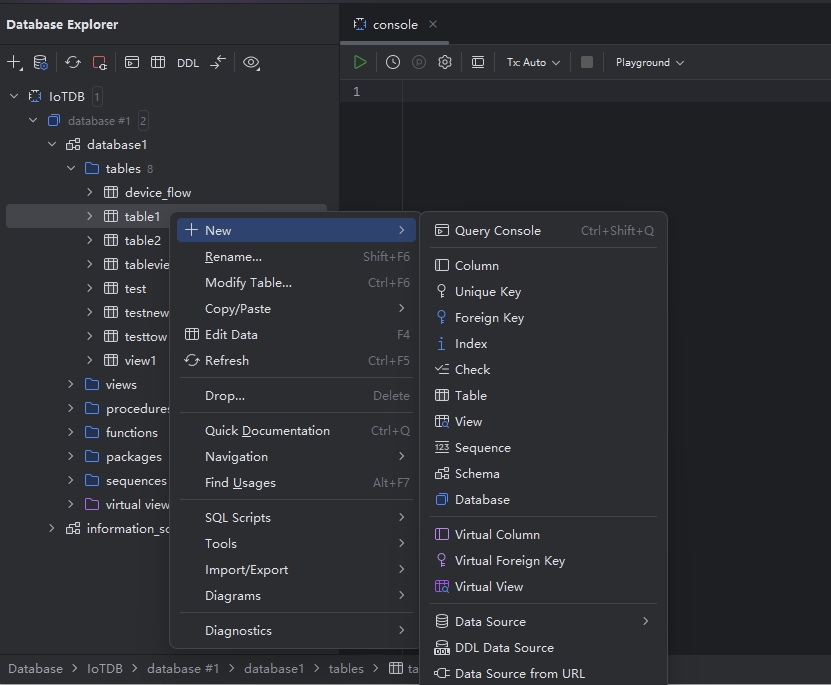 Database Explorer
console
DDL
Tx: Auto
Playground
IoTDB 1
1
database #1 2
database1
tables 8
device_flow
table1
table2
tablevie
test
testnew
testtow
view1
views
procedures
functions
packages
sequences
virtual view
information_sc
New
Rename... Shift+F6
Modify Table... Ctrl+F6
Copy/Paste
Edit Data F4
Refresh Ctrl+F5
Drop... Delete
Quick Documentation Ctrl+Q
Navigation
Find Usages Alt+F7
SQL Scripts
Tools
Import/Export
Diagrams
Diagnostics
Query Console Ctrl+Shift+Q
Column
Unique Key
Foreign Key
Index
Check
Table
View
123 Sequence
Schema
Database
Virtual Column
Virtual Foreign Key
Virtual View
Data Source
DDL Data Source
Data Source from URL
Database > IoTDB > database #1 > database1 > tables > ta